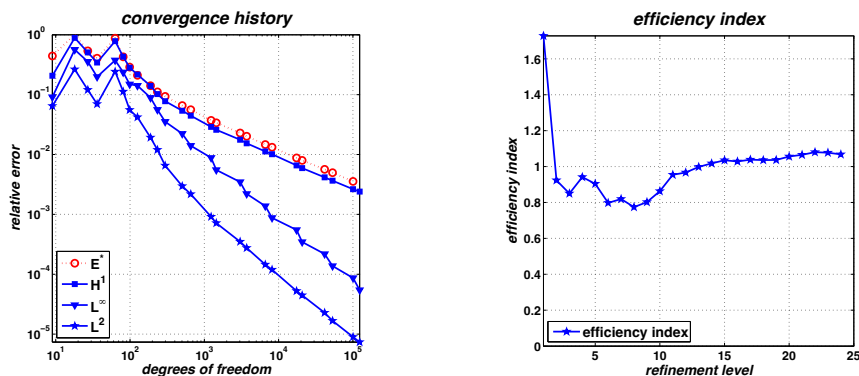 convergence history
relative error
10^0
10^-1
10^-2
10^-3
10^-4
10^-5
E^*
H^1
L^∞
L^2
10^1
10^2
10^3
10^4
10^5
degrees of freedom
efficiency index
efficiency index
1.6
1.4
1.2
1
0.8
0.6
0.4
0.2
0
efficiency index
5
10
15
20
25
refinement level